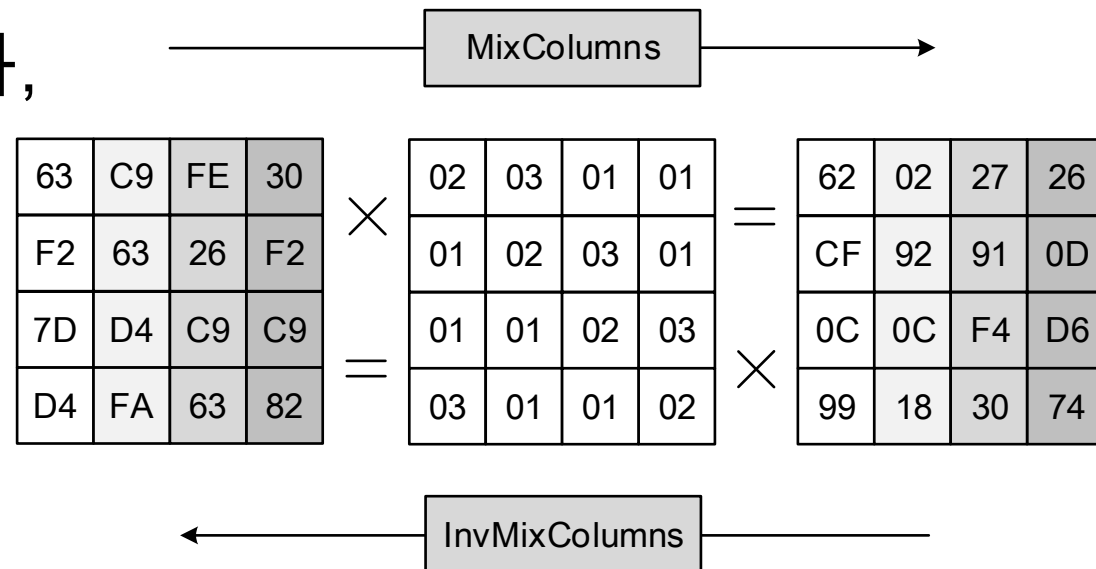 MixColumns
63 C9 FE 30 × 02 03 01 01 = 62 02 27 26
F2 63 26 F2 01 02 03 01 CF 92 91 0D
7D D4 C9 C9 = 01 01 02 03 × 0C 0C F4 D6
D4 FA 63 82 03 01 01 02 99 18 30 74
InvMixColumns